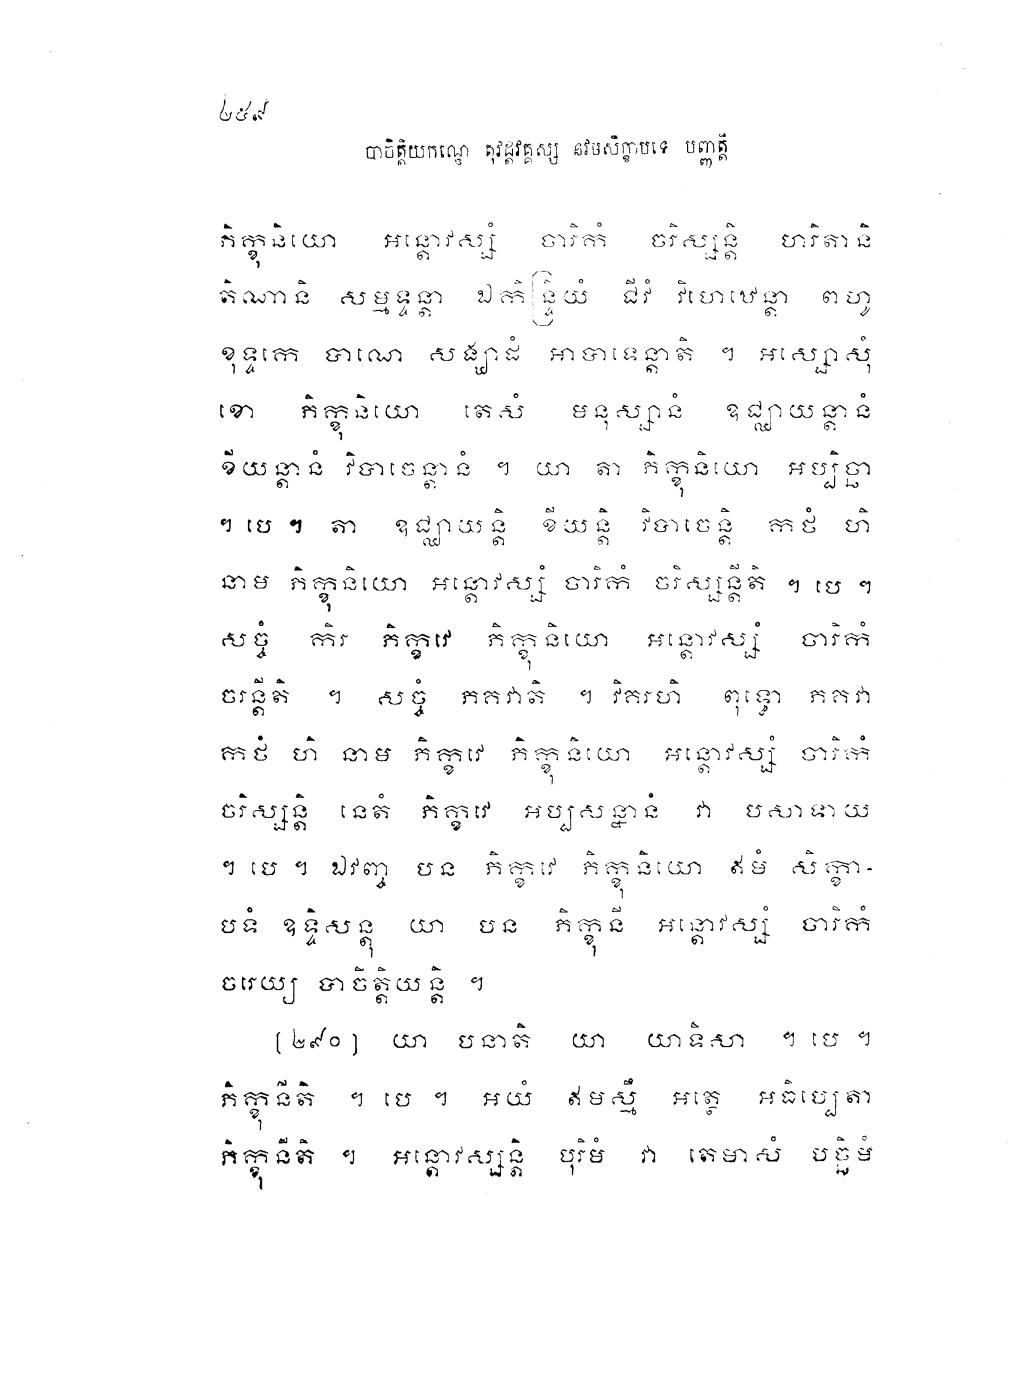 ២៥៩
បាចិត្តិយកណ្ឌេ តុវដ្តវគ្គស្ស នវមសិក្ខាបទេ បញ្ញត្តិ
ភិក្ខុនិយោ អន្តោវស្សំ ចារិកំ ចរិស្សន្តិ ហរិតានិ
តិណានិ សម្មទ្ទន្តា ឯកិន្ទ្រិយំ ជីវំ វិហេឋេន្តា ពហូ
ខុទ្ទកេ បាណេ សង្ឃាដំ អាបាទេន្តាតិ ។ អស្សោសុំ
ខោ ភិក្ខុនិយោ តេសំ មនុស្សានំ ឧជ្ឈាយន្តានំ
ខីយន្តានំ វិបាចេន្តានំ ។ យា តា ភិក្ខុនិយោ អប្បិច្ឆា
។ បេ ។ តា ឧជ្ឈាយន្តិ ខីយន្តិ វិបាចេន្តិ កថំ ហិ
នាម ភិក្ខុនិយោ អន្តោវស្សំ ចារិកំ ចរិស្សន្តីតិ ។ បេ ។
សច្ចំ កិរ ភិក្ខវេ ភិក្ខុនិយោ អន្តោវស្សំ ចារិកំ
ចរន្តីតិ ។ សច្ចំ ភគវាតិ ។ វិគរហិ ពុទ្ធោ ភគវា
កថំ ហិ នាម ភិក្ខវេ ភិក្ខុនិយោ អន្តោវស្សំ ចារិកំ
ចរិស្សន្តិ នេតំ ភិក្ខវេ អប្បសន្នានំ វា បសាទាយ
។ បេ ។ ឯវញ្ច បន ភិក្ខវេ ភិក្ខុនិយោ ឥមំ សិក្ខា-
បទំ ឧទ្ទិសន្តុ យា បន ភិក្ខុនី អន្តោវស្សំ ចារិកំ
ចរេយ្យ បាចិត្តិយន្តិ ។
[២៩០] យា បនាតិ យា យាទិសា ។ បេ ។
ភិក្ខុនីតិ ។ បេ ។ អយំ ឥមស្មឹ អត្ថេ អធិប្បេតា
ភិក្ខុនីតិ ។ អន្តោវស្សន្តិ បុរិមំ វា តេមាសំ បច្ឆិមំ